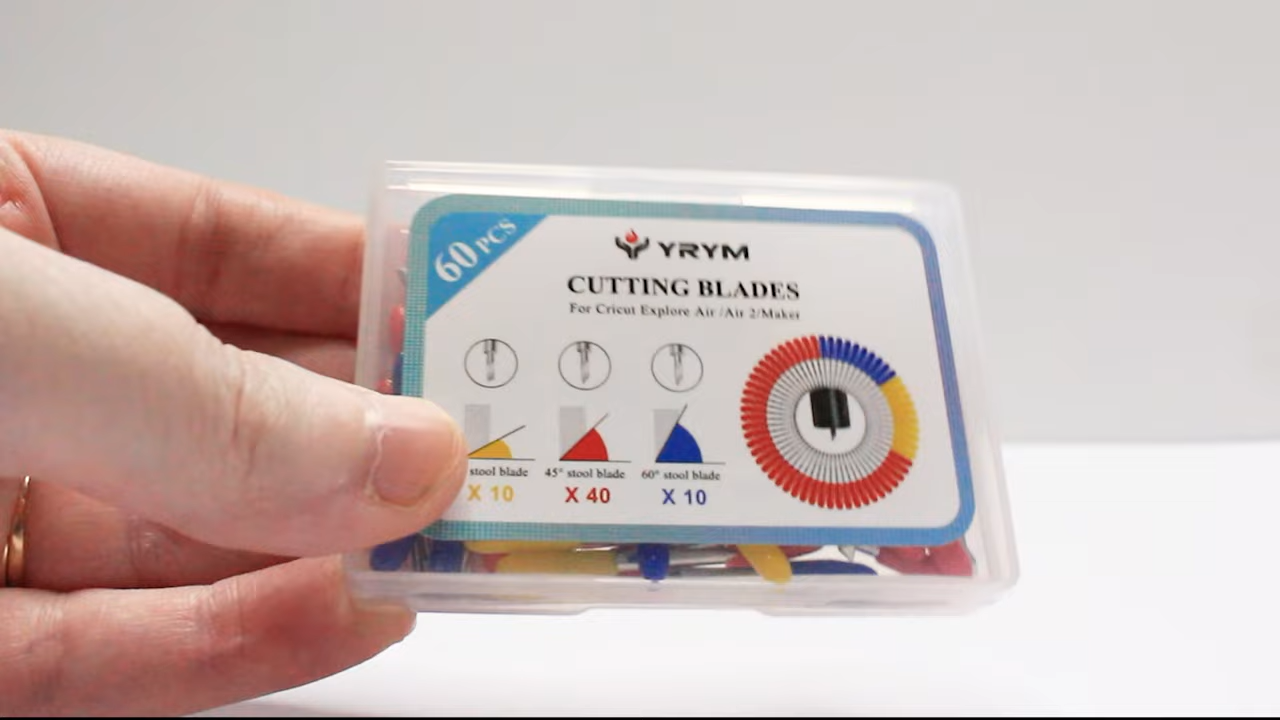 60 PCS
YRYM
CUTTING BLADES
For Cricut Explore Air /Air 2/Maker
stool blade
45° stool blade
60° stool blade
X 10
X 40
X 10